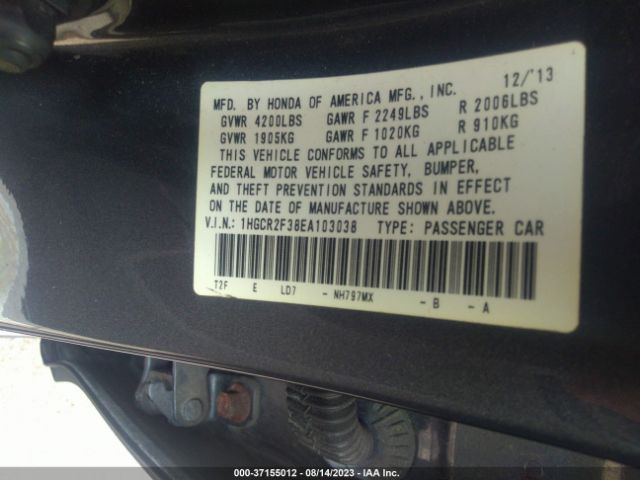 MFD. BY HONDA OF AMERICA MFG., INC. 12/'13
GVWR 4200LBS GAWR F 2249LBS R 2006LBS
GVWR 1905KG GAWR F 1020KG R 910KG
THIS VEHICLE CONFORMS TO ALL APPLICABLE
FEDERAL MOTOR VEHICLE SAFETY, BUMPER,
AND THEFT PREVENTION STANDARDS IN EFFECT
ON THE DATE OF MANUFACTURE SHOWN ABOVE.
V.I.N.: 1HGCR2F38EA103038 TYPE: PASSENGER CAR
T2F E LD7 - NH797MX - B - A
000-37155012 - 08/14/2023 - IAA Inc.